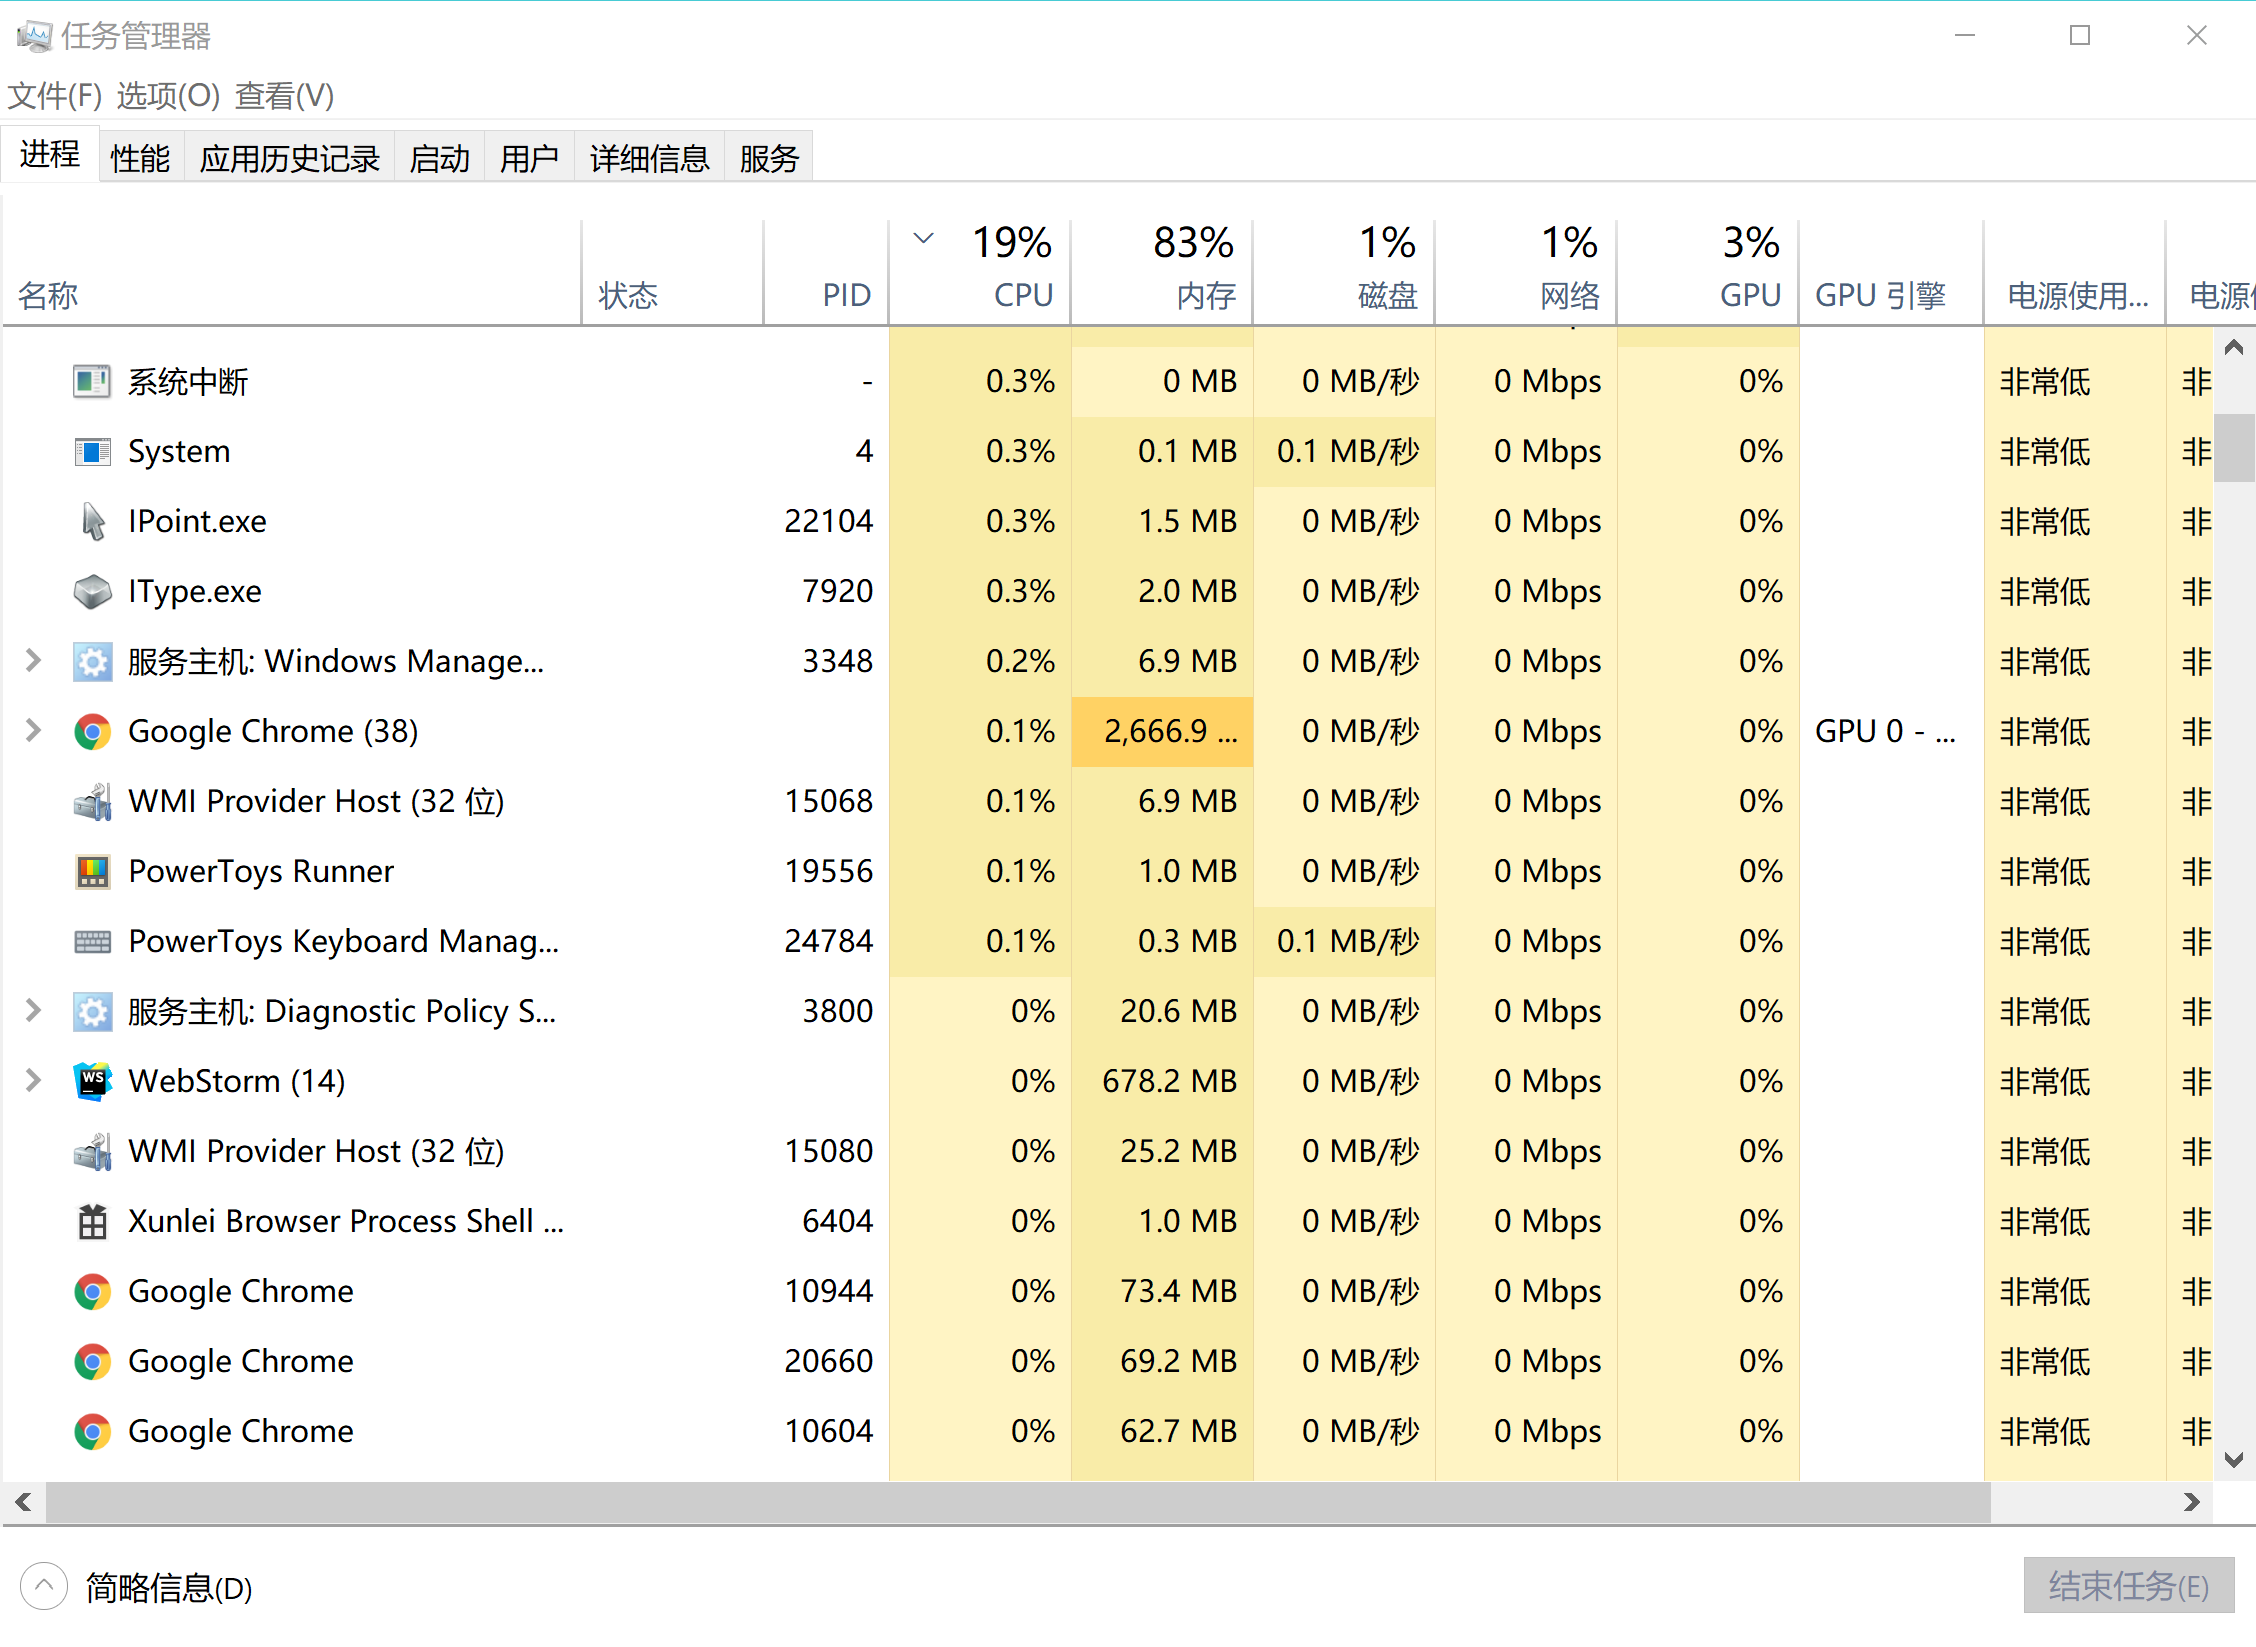 任务管理器
文件(F) 选项(O) 查看(V)
进程 性能 应用历史记录 启动 用户 详细信息 服务
19% 83% 1% 1% 3%
名称 状态 PID CPU 内存 磁盘 网络 GPU GPU 引擎 电源使用... 电源
系统中断 - 0.3% 0 MB 0 MB/秒 0 Mbps 0% 非常低 非
System 4 0.3% 0.1 MB 0.1 MB/秒 0 Mbps 0% 非常低 非
IPoint.exe 22104 0.3% 1.5 MB 0 MB/秒 0 Mbps 0% 非常低 非
IType.exe 7920 0.3% 2.0 MB 0 MB/秒 0 Mbps 0% 非常低 非
服务主机: Windows Manage... 3348 0.2% 6.9 MB 0 MB/秒 0 Mbps 0% 非常低 非
Google Chrome (38) 0.1% 2,666.9 ... 0 MB/秒 0 Mbps 0% GPU 0 - ... 非常低 非
WMI Provider Host (32 位) 15068 0.1% 6.9 MB 0 MB/秒 0 Mbps 0% 非常低 非
PowerToys Runner 19556 0.1% 1.0 MB 0 MB/秒 0 Mbps 0% 非常低 非
PowerToys Keyboard Manag... 24784 0.1% 0.3 MB 0.1 MB/秒 0 Mbps 0% 非常低 非
服务主机: Diagnostic Policy S... 3800 0% 20.6 MB 0 MB/秒 0 Mbps 0% 非常低 非
WS WebStorm (14) 0% 678.2 MB 0 MB/秒 0 Mbps 0% 非常低 非
WMI Provider Host (32 位) 15080 0% 25.2 MB 0 MB/秒 0 Mbps 0% 非常低 非
Xunlei Browser Process Shell ... 6404 0% 1.0 MB 0 MB/秒 0 Mbps 0% 非常低 非
Google Chrome 10944 0% 73.4 MB 0 MB/秒 0 Mbps 0% 非常低 非
Google Chrome 20660 0% 69.2 MB 0 MB/秒 0 Mbps 0% 非常低 非
Google Chrome 10604 0% 62.7 MB 0 MB/秒 0 Mbps 0% 非常低 非
简略信息(D) 结束任务(E)